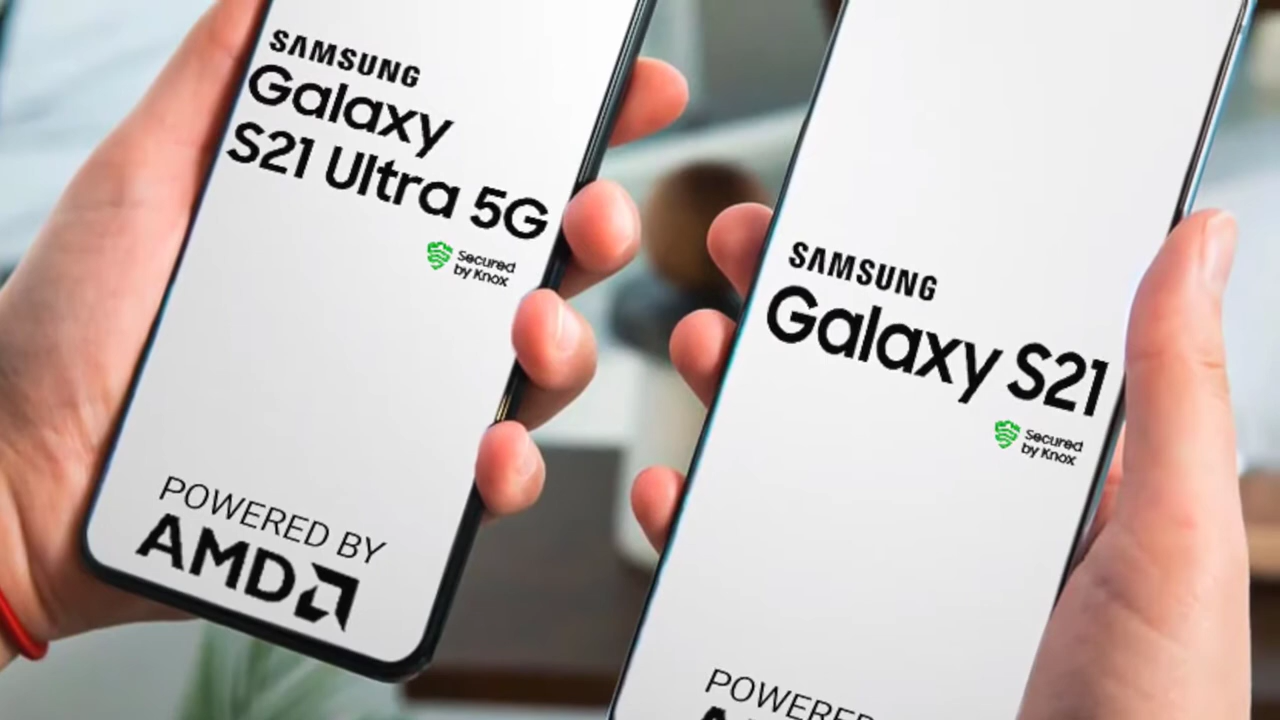 SAMSUNG
Galaxy
S21 Ultra 5G
Secured
by Knox
POWERED BY
AMD
SAMSUNG
Galaxy S21
Secured
by Knox
POWERED